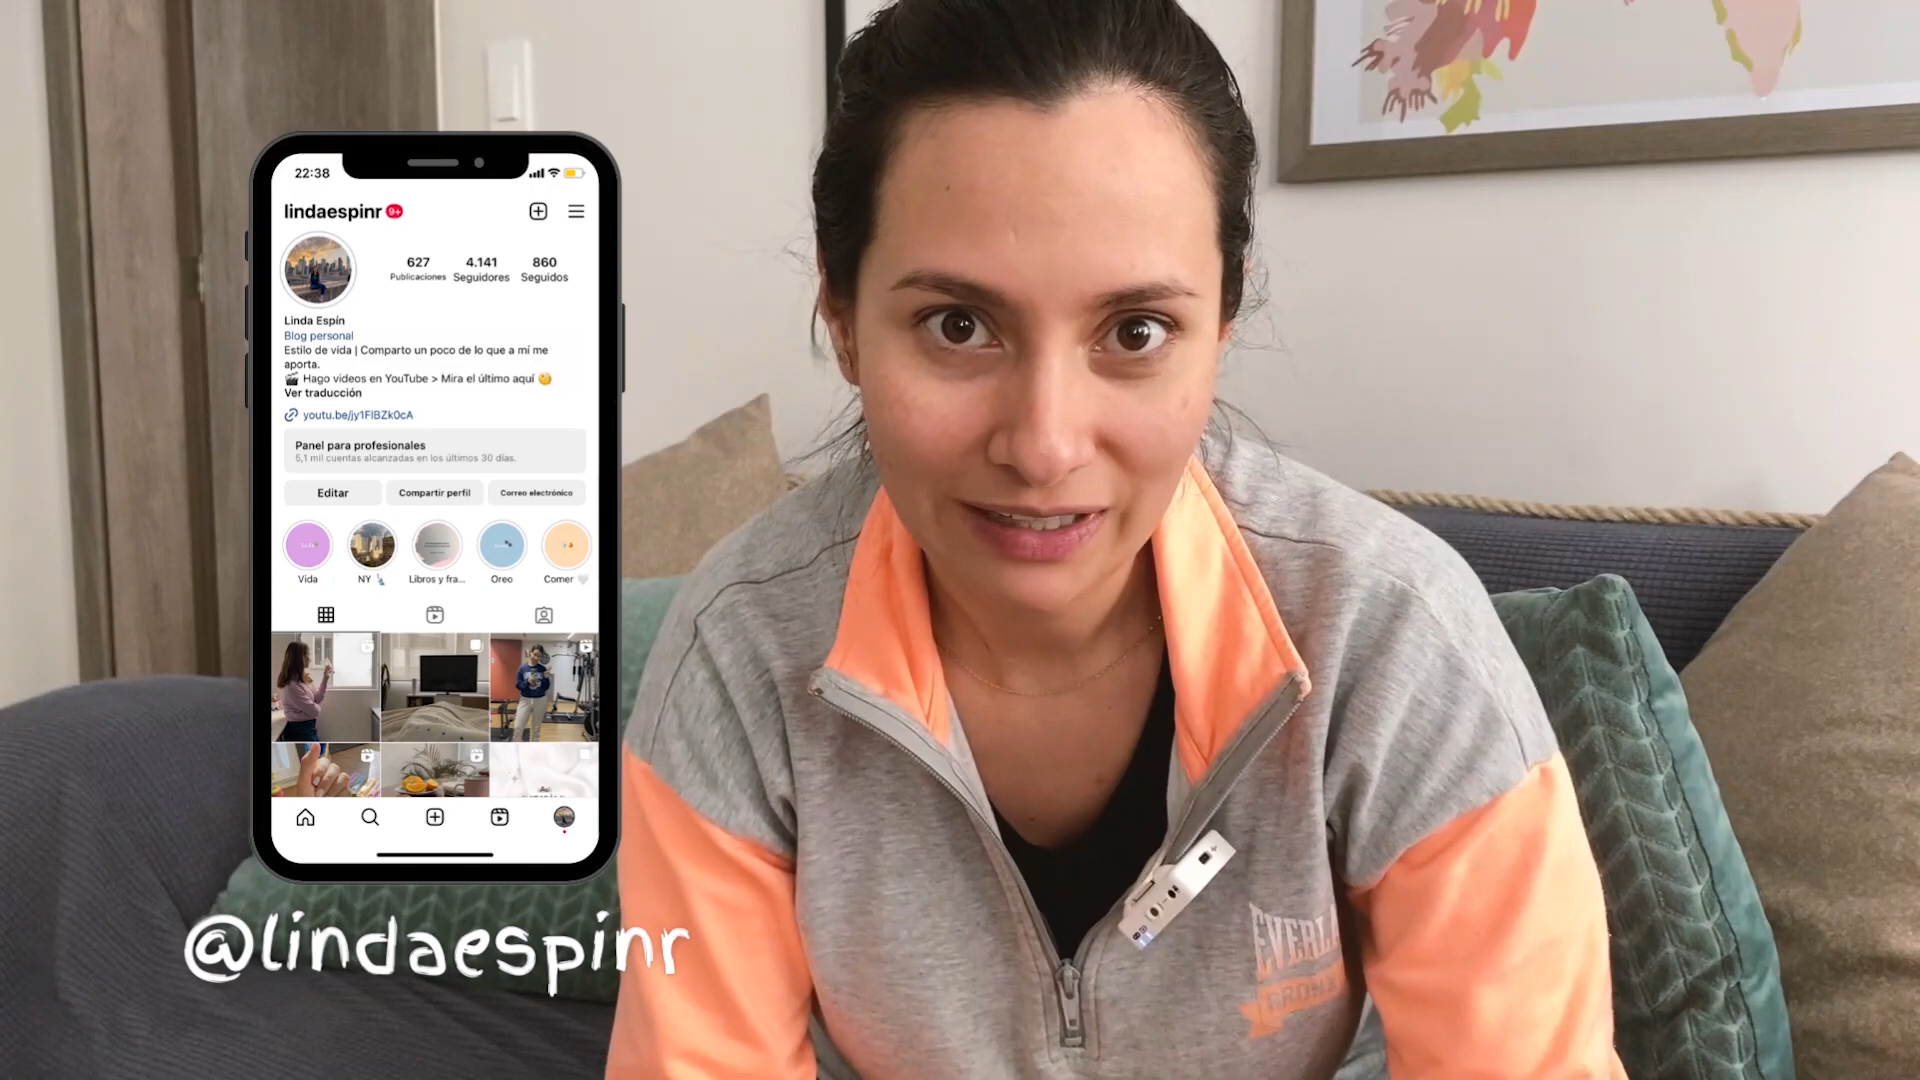 22:38
lindaespinr 9+
627 4.141 860
Publicaciones Seguidores Seguidos
Linda Espín
Blog personal
Estilo de vida | Comparto un poco de lo que a mí me
aporta.
🎬 Hago videos en YouTube > Mira el último aquí 🧐
Ver traducción
youtu.be/jy1FlBZk0cA
Panel para profesionales
5,1 mil cuentas alcanzadas en los últimos 30 días.
Editar Compartir perfil Correo electrónico
Vida NY 🗽 Libros y fra... Oreo Comer 🤍
@lindaespinr
EVERLA
BRONX